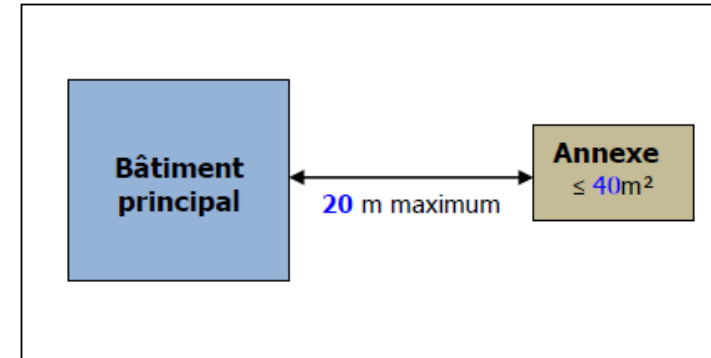 Bâtiment
principal
20 m maximum
Annexe
≤ 40m²